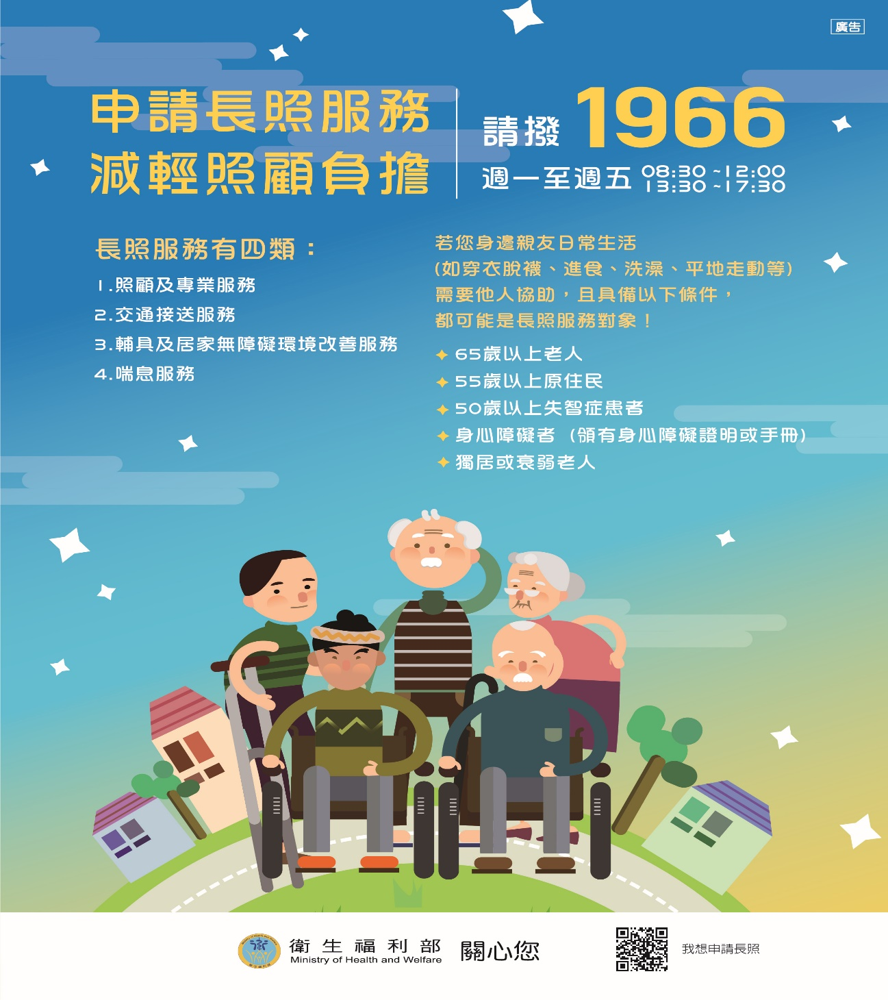 廣告
申請長照服務
減輕照顧負擔
請撥 1966
週一至週五 08:30 ~12:00
13:30 ~17:30
長照服務有四類：
1.照顧及專業服務
2.交通接送服務
3.輔具及居家無障礙環境改善服務
4.喘息服務
若您身邊親友日常生活
(如穿衣脫襪、進食、洗澡、平地走動等)
需要他人協助，且具備以下條件，
都可能是長照服務對象！
65歲以上老人
55歲以上原住民
50歲以上失智症患者
身心障礙者 (領有身心障礙證明或手冊)
獨居或衰弱老人
衛生福利部 關心您
Ministry of Health and Welfare
我想申請長照